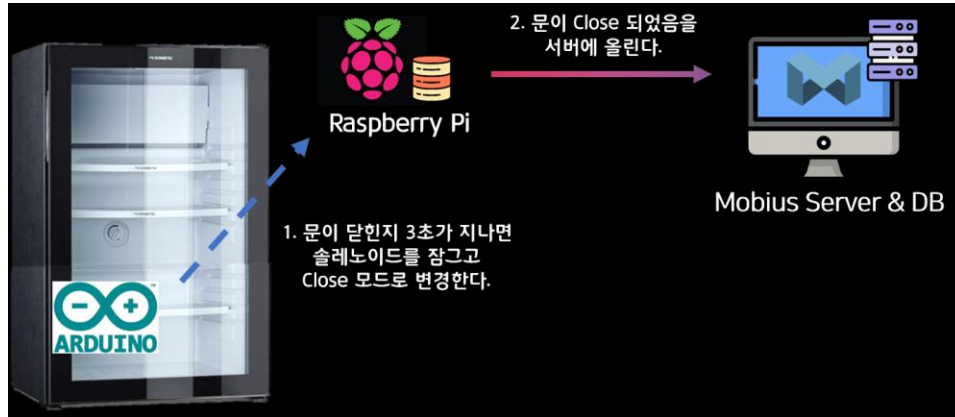 2. 문이 Close 되었음을
서버에 올린다.
Raspberry Pi
Mobius Server & DB
1. 문이 닫힌지 3초가 지나면
솔레노이드를 잠그고
Close 모드로 변경한다.
ARDUINO